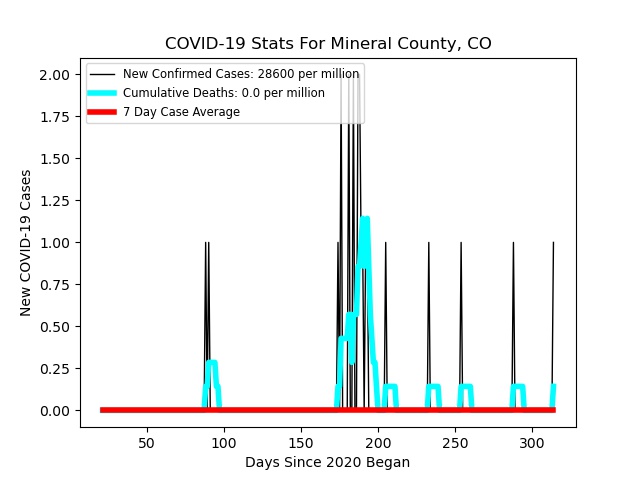 COVID-19 Stats For Mineral County, CO
New Confirmed Cases: 28600 per million
Cumulative Deaths: 0.0 per million
7 Day Case Average
2.00
1.75
1.50
1.25
1.00
0.75
0.50
0.25
0.00
New COVID-19 Cases
50 100 150 200 250 300
Days Since 2020 Began